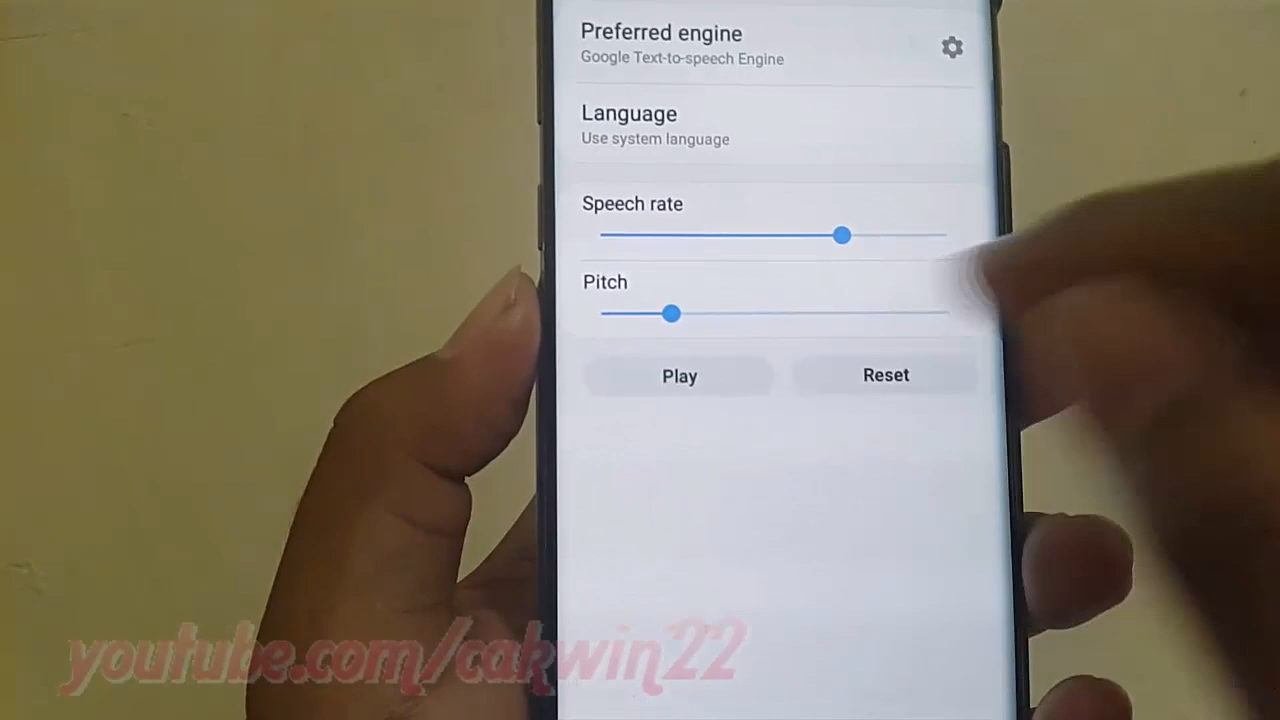 Preferred engine
Google Text-to-speech Engine
Language
Use system language
Speech rate
Pitch
Play
Reset
youtube.com/cakwin22